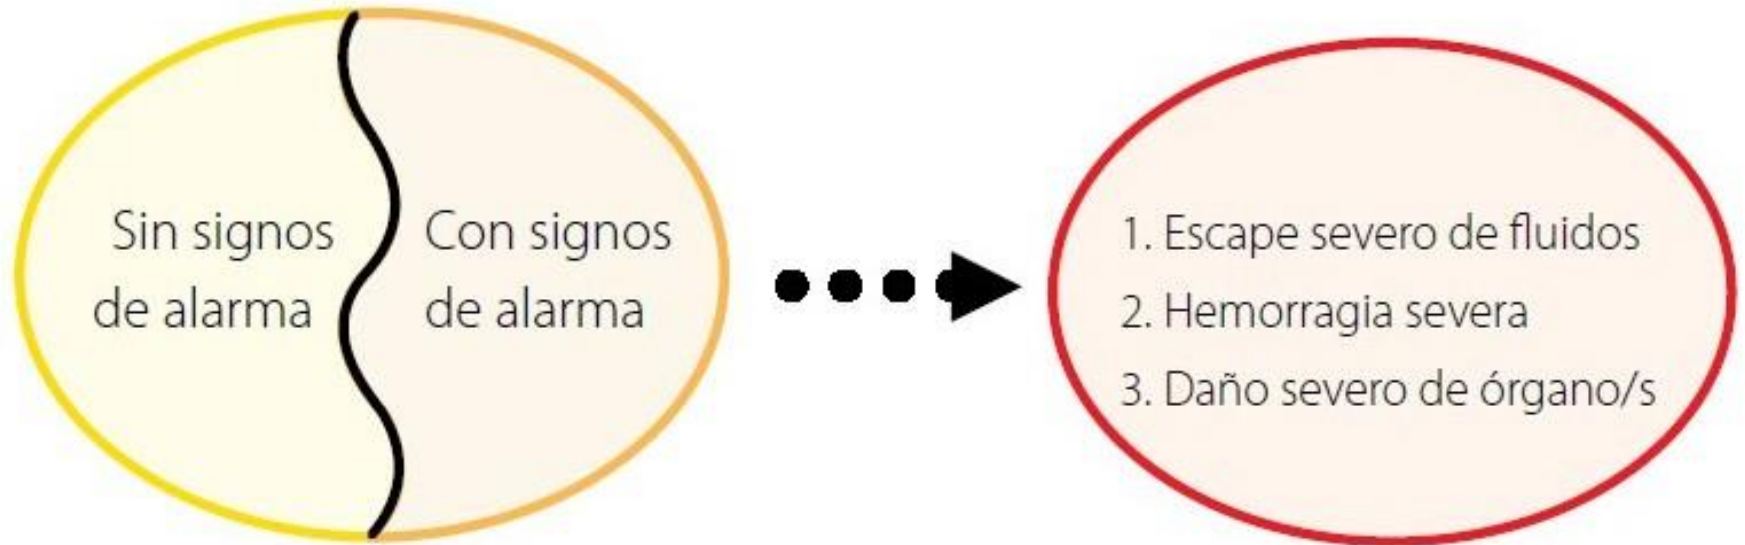 Sin signos
de alarma
Con signos
de alarma
1. Escape severo de fluidos
2. Hemorragia severa
3. Daño severo de órgano/s